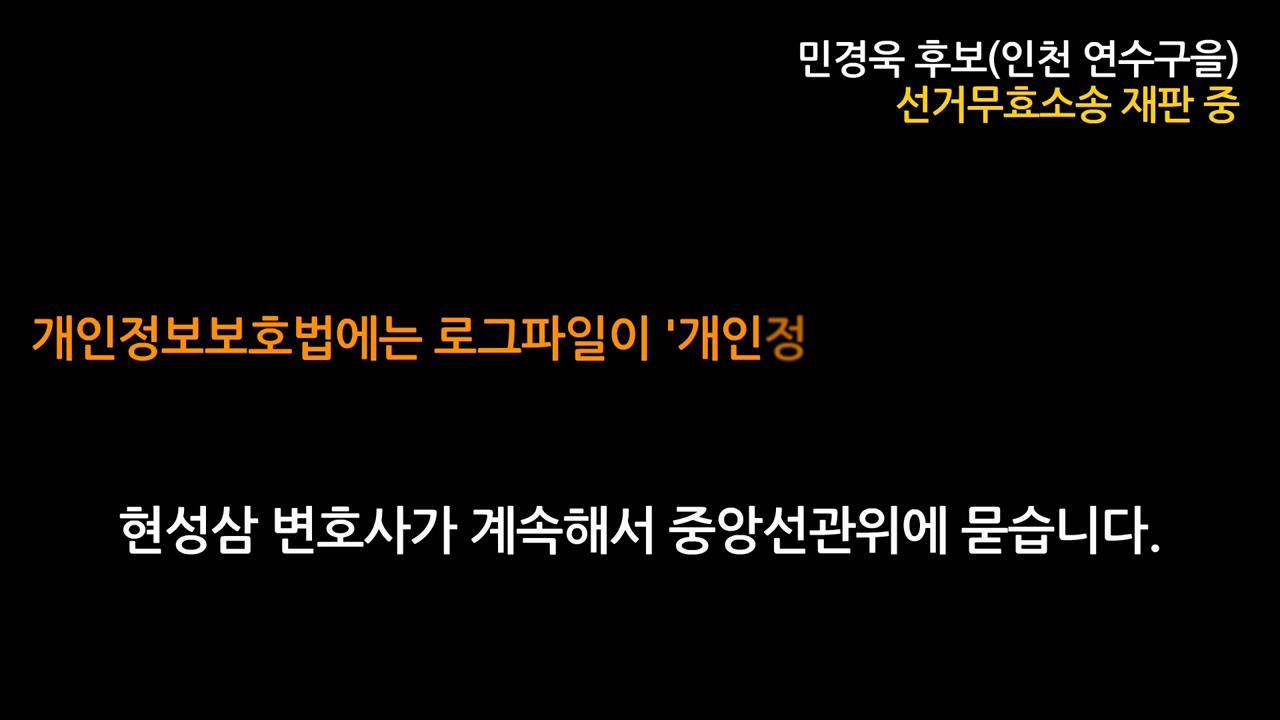 민경욱 후보(인천 연수구을)
선거무효소송 재판 중
개인정보보호법에는 로그파일이 '개인정
현성삼 변호사가 계속해서 중앙선관위에 묻습니다.